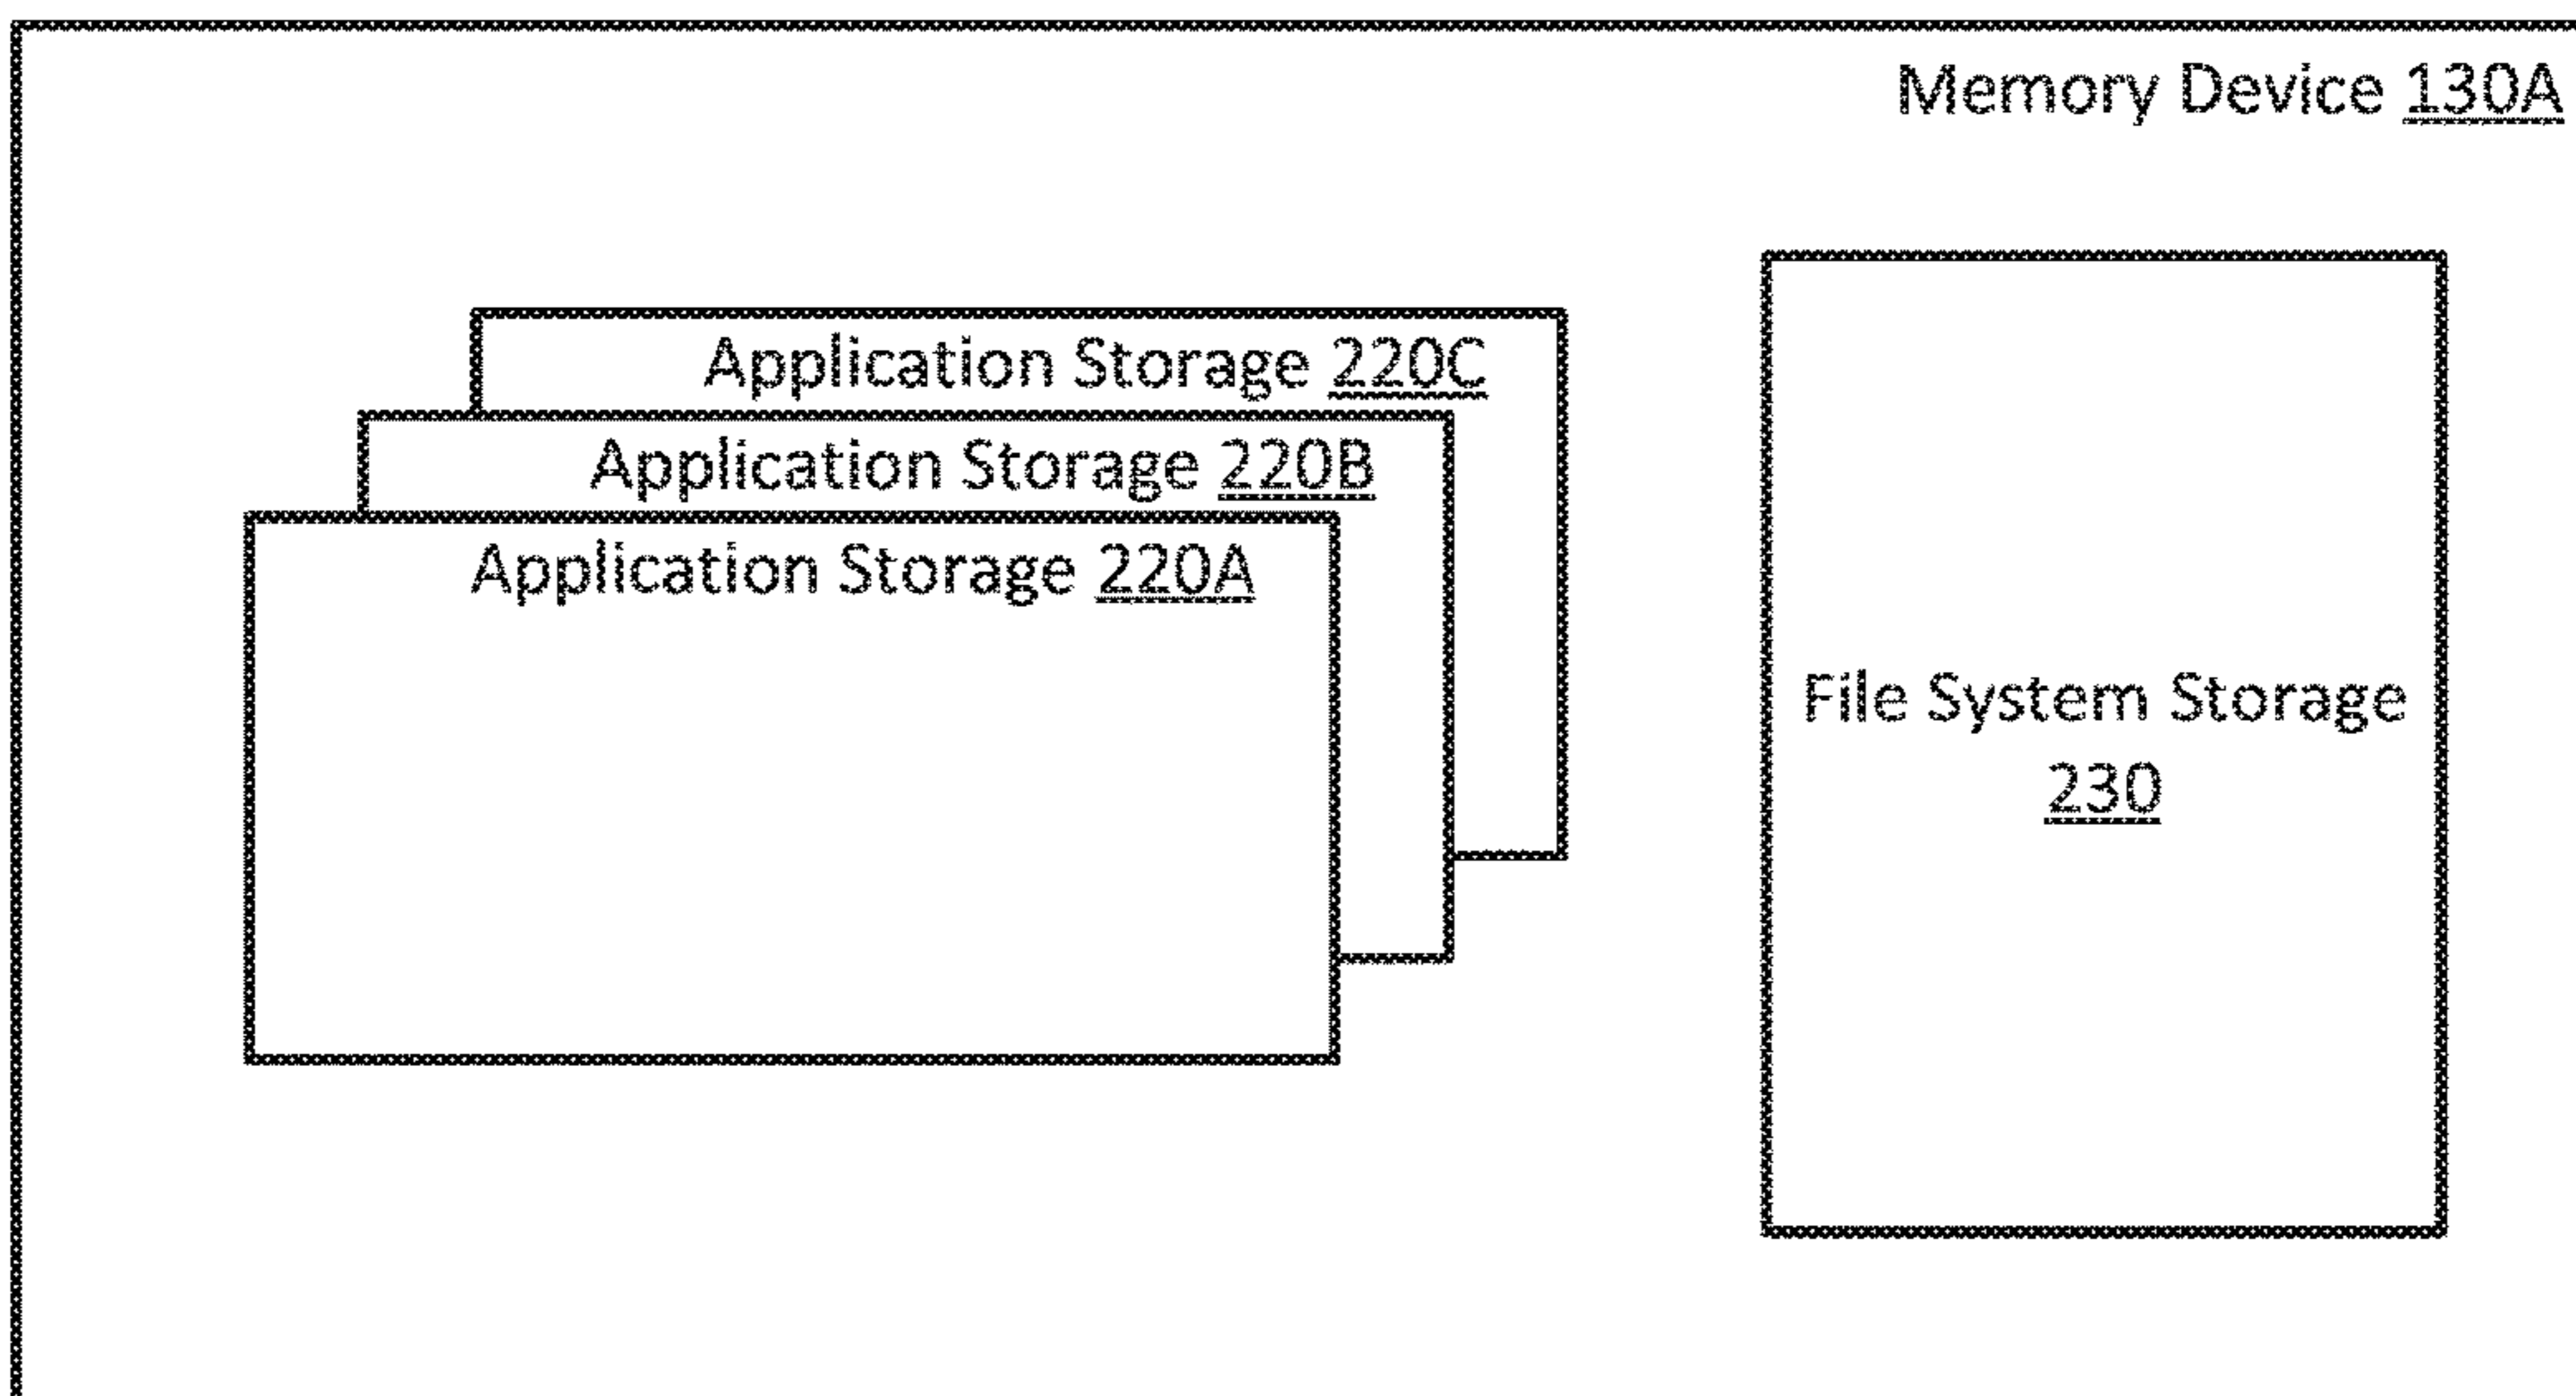 Memory Device 130A
Application Storage 220C
Application Storage 220B
Application Storage 220A
File System Storage
230